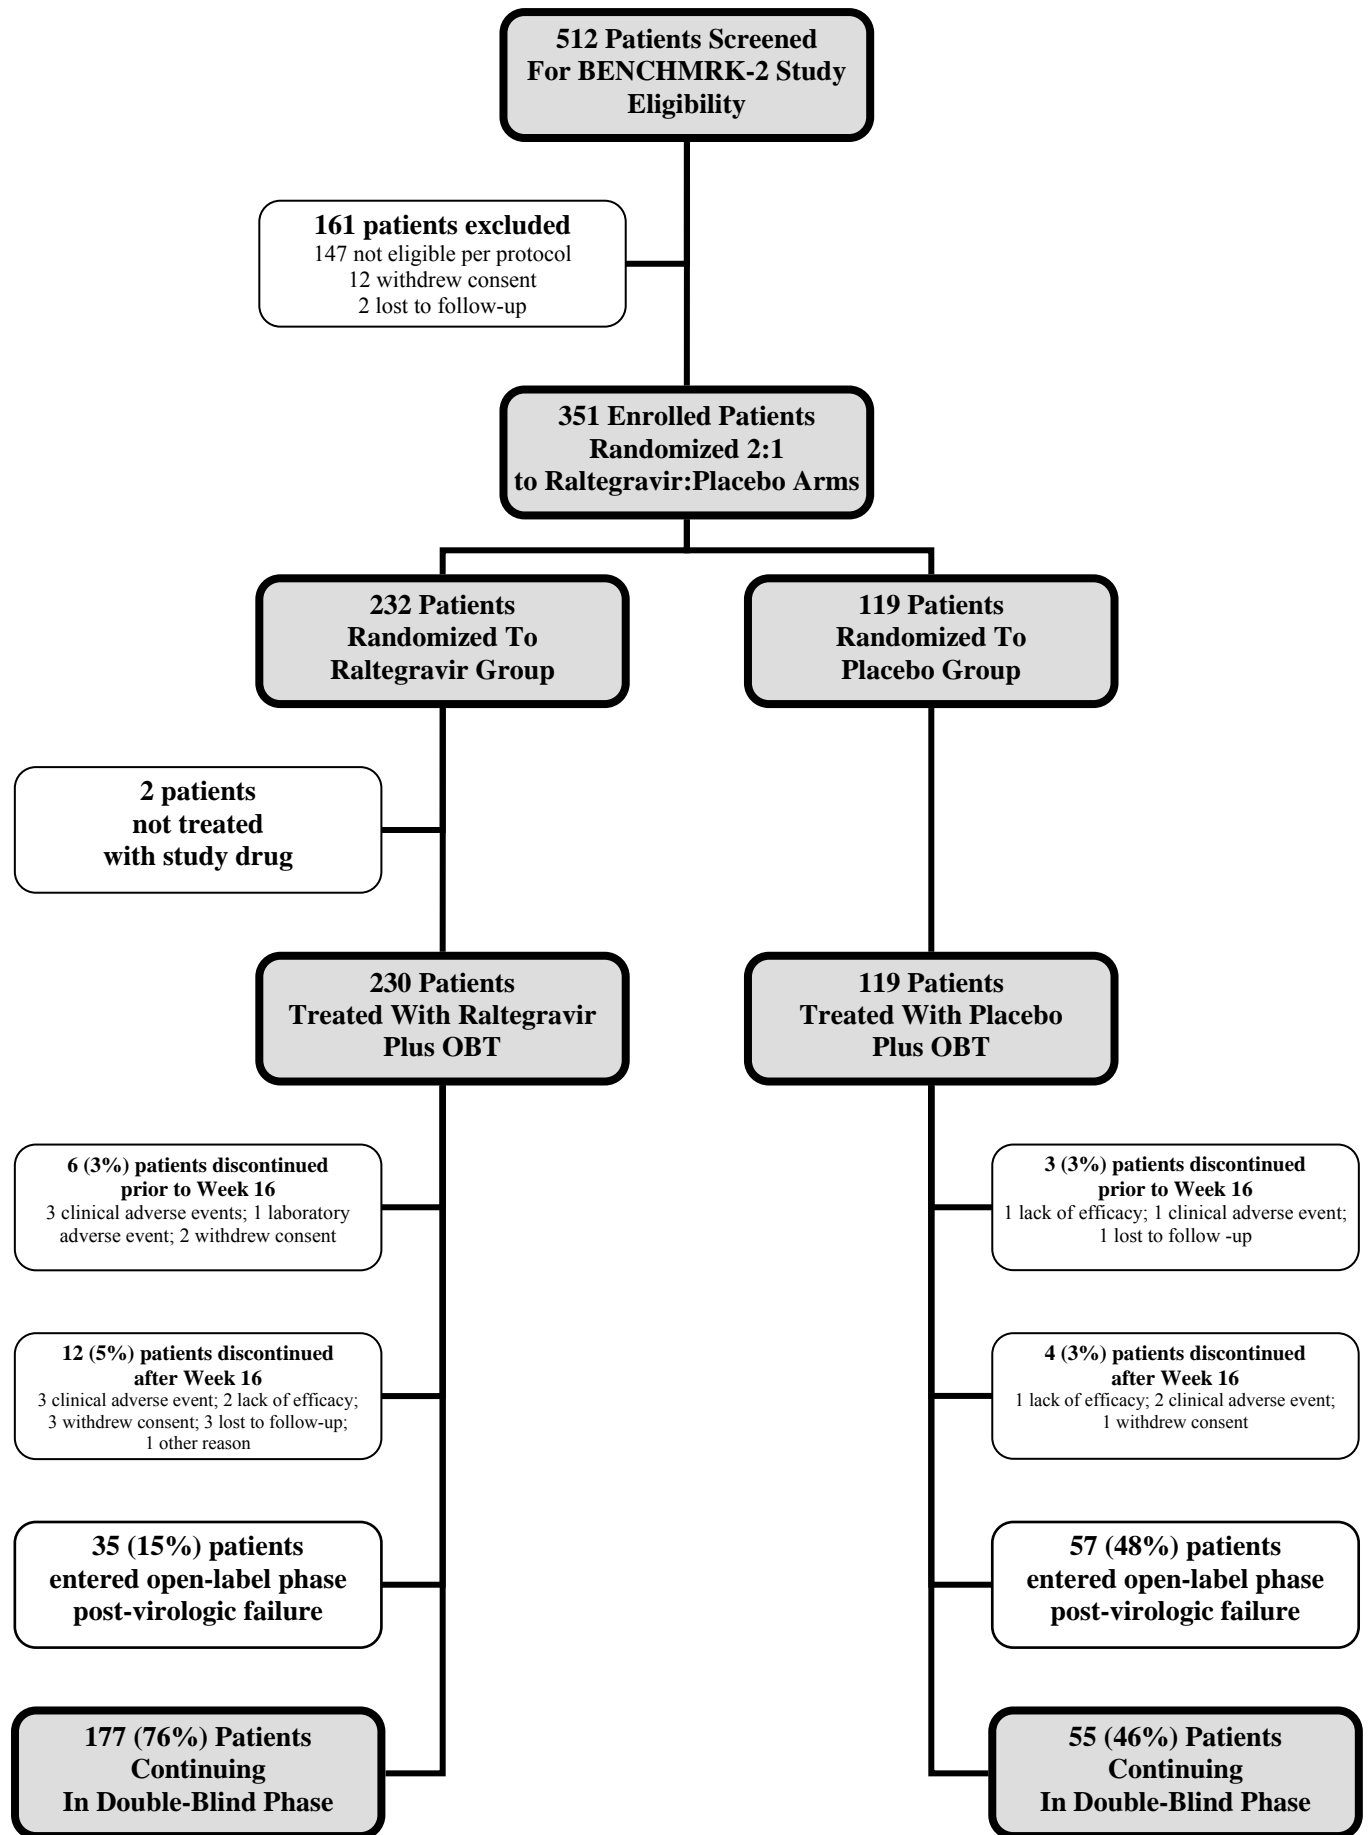 512 Patients Screened
For BENCHMRK-2 Study
Eligibility
161 patients excluded
147 not eligible per protocol
12 withdrew consent
2 lost to follow-up
351 Enrolled Patients
Randomized 2:1
to Raltegravir:Placebo Arms
232 Patients
Randomized To
Raltegravir Group
119 Patients
Randomized To
Placebo Group
2 patients
not treated
with study drug
230 Patients
Treated With Raltegravir
Plus OBT
119 Patients
Treated With Placebo
Plus OBT
6 (3%) patients discontinued
prior to Week 16
3 clinical adverse events; 1 laboratory
adverse event; 2 withdrew consent
3 (3%) patients discontinued
prior to Week 16
1 lack of efficacy; 1 clinical adverse event;
1 lost to follow -up
12 (5%) patients discontinued
after Week 16
3 clinical adverse event; 2 lack of efficacy;
3 withdrew consent; 3 lost to follow-up;
1 other reason
4 (3%) patients discontinued
after Week 16
1 lack of efficacy; 2 clinical adverse event;
1 withdrew consent
35 (15%) patients
entered open-label phase
post-virologic failure
57 (48%) patients
entered open-label phase
post-virologic failure
177 (76%) Patients
Continuing
In Double-Blind Phase
55 (46%) Patients
Continuing
In Double-Blind Phase